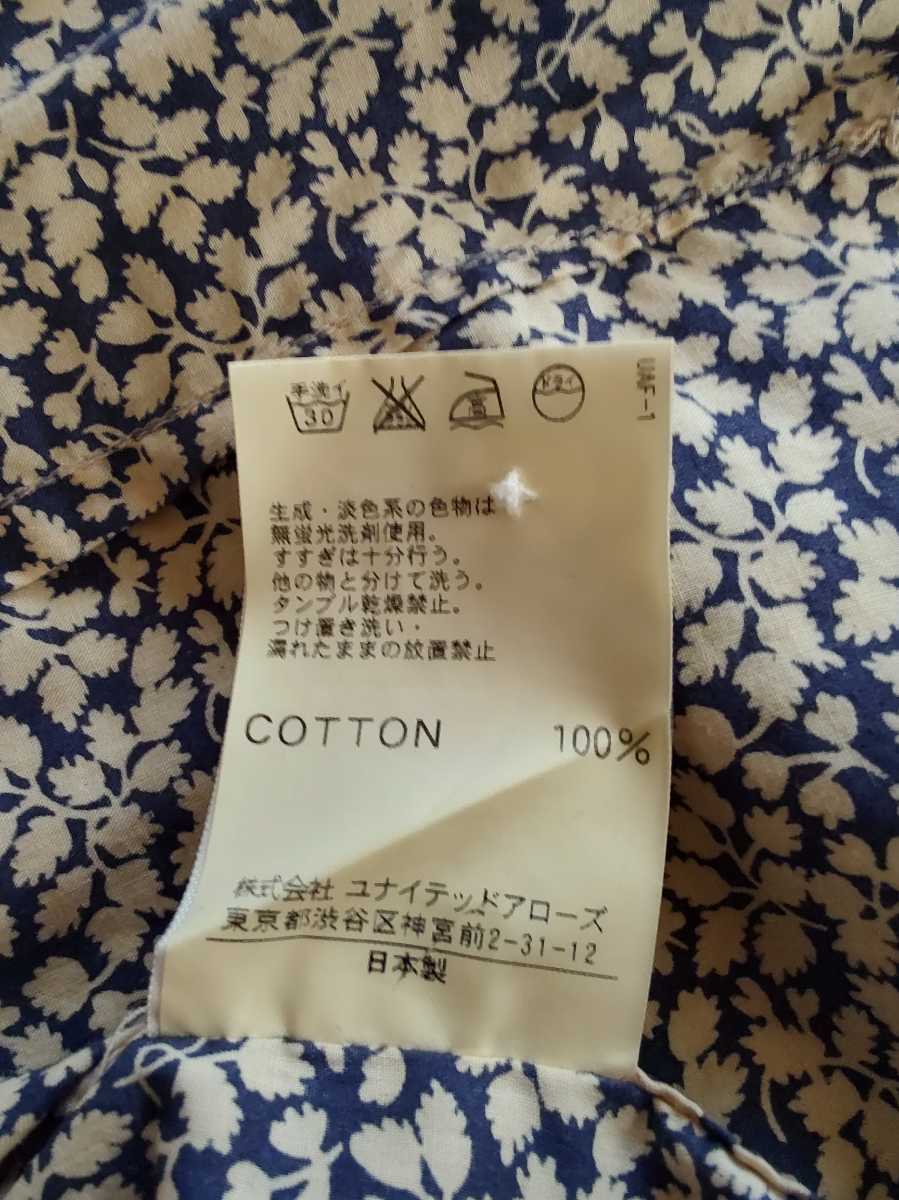 手洗イ
30
高
ドライ
UAF-1
生成・淡色系の色物は
無蛍光洗剤使用。
すすぎは十分行う。
他の物と分けて洗う。
タンブル乾燥禁止。
つけ置き洗い・
濡れたままの放置禁止
COTTON 100%
株式会社 ユナイテッドアローズ
東京都渋谷区神宮前2-31-12
日本製